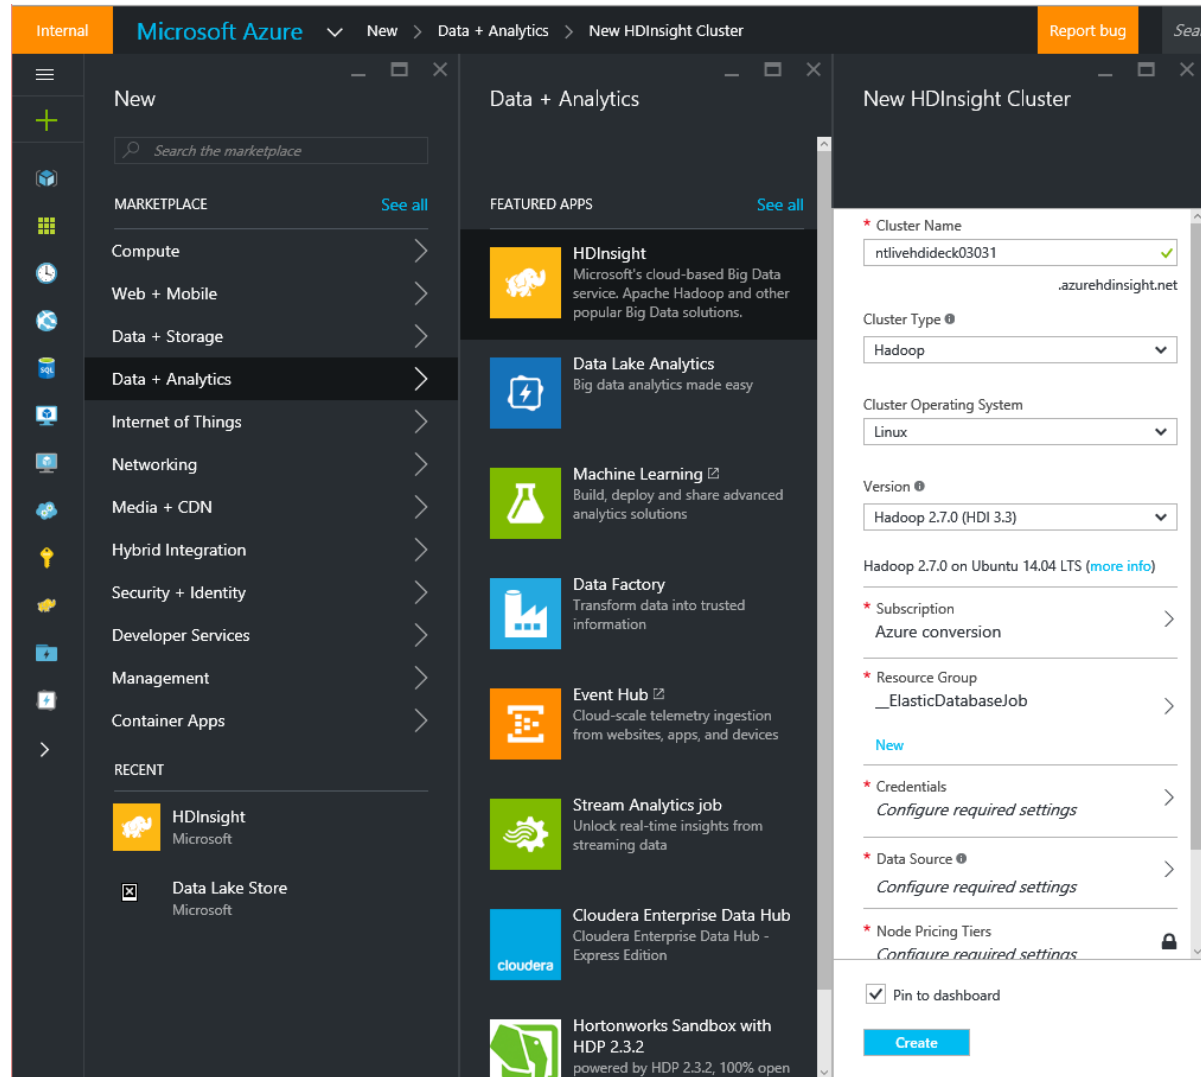 Internal
Microsoft Azure
New > Data + Analytics > New HDInsight Cluster
Report bug
New
Search the marketplace
MARKETPLACE
See all
Compute
Web + Mobile
Data + Storage
Data + Analytics
Internet of Things
Networking
Media + CDN
Hybrid Integration
Security + Identity
Developer Services
Management
Container Apps
RECENT
HDInsight
Microsoft
Data Lake Store
Microsoft
SQL
Data + Analytics
FEATURED APPS
See all
HDInsight
Microsoft's cloud-based Big Data
service. Apache Hadoop and other
popular Big Data solutions.
Data Lake Analytics
Big data analytics made easy
Machine Learning
Build, deploy and share advanced
analytics solutions
Data Factory
Transform data into trusted
information
Event Hub
Cloud-scale telemetry ingestion
from websites, apps, and devices
Stream Analytics job
Unlock real-time insights from
streaming data
cloudera
Cloudera Enterprise Data Hub
Cloudera Enterprise Data Hub -
Express Edition
Hortonworks Sandbox with
HDP 2.3.2
powered by HDP 2.3.2, 100% open
New HDInsight Cluster
* Cluster Name
ntlivehdideck03031
.azurehdinsight.net
Cluster Type
Hadoop
Cluster Operating System
Linux
Version
Hadoop 2.7.0 (HDI 3.3)
Hadoop 2.7.0 on Ubuntu 14.04 LTS (more info)
* Subscription
Azure conversion
* Resource Group
__ElasticDatabaseJob
New
* Credentials
Configure required settings
* Data Source
Configure required settings
* Node Pricing Tiers
Configure required settings
Pin to dashboard
Create